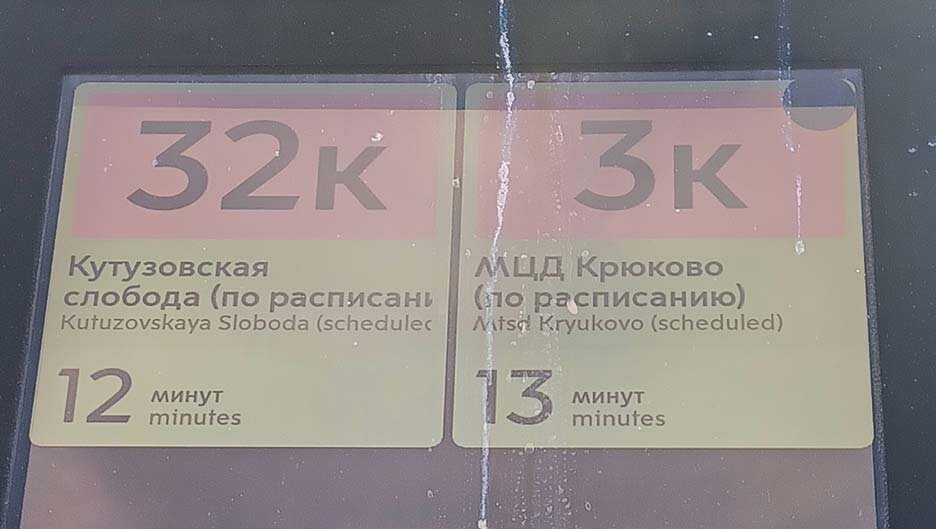 32к
Кутузовская
слобода (по расписани
Kutuzovskaya Sloboda (scheduled
12 минут
minutes
3к
МЦД Крюково
(по расписанию)
Mtsd Kryukovo (scheduled)
13 минут
minutes